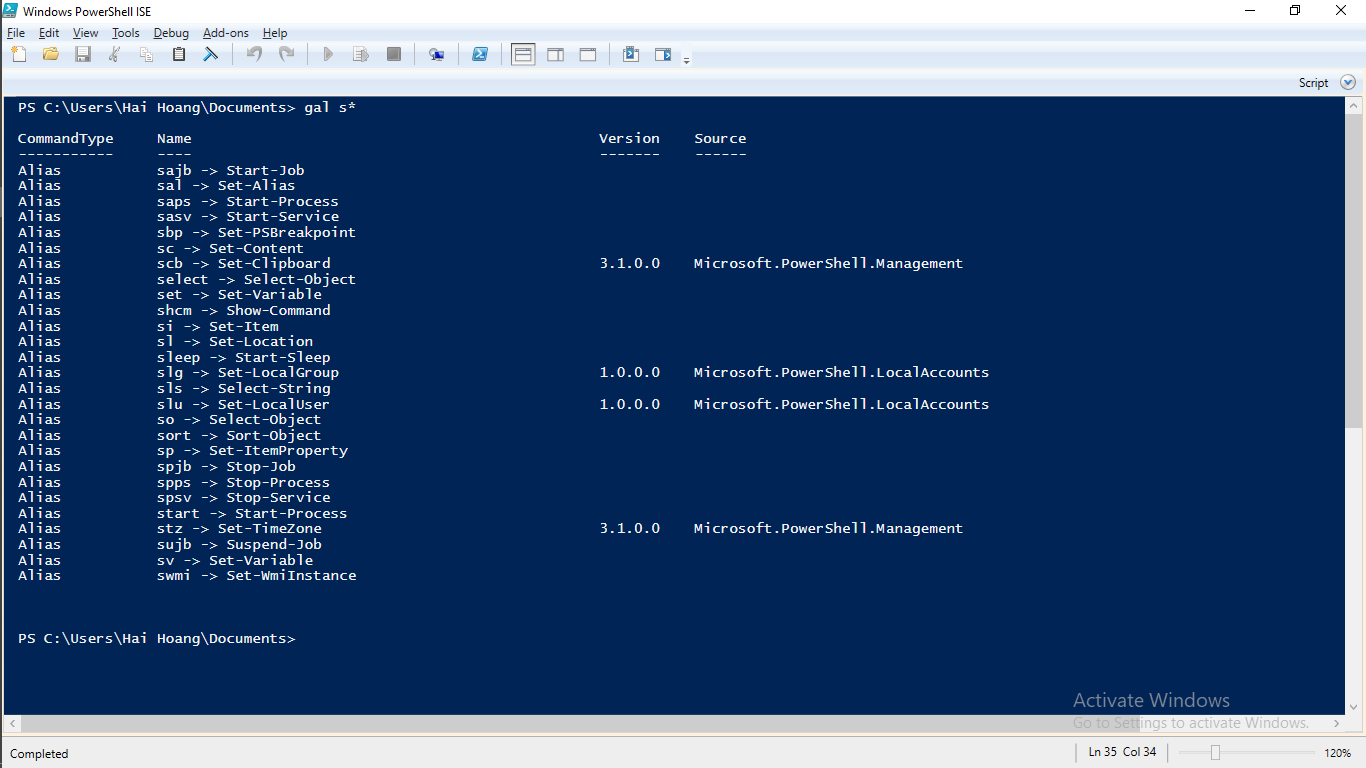 Windows PowerShell ISE
File Edit View Tools Debug Add-ons Help
Script
PS C:\Users\Hai Hoang\Documents> gal s*
CommandType Name Version Source
----------- ---- ------- ------
Alias sajb -> Start-Job
Alias sal -> Set-Alias
Alias saps -> Start-Process
Alias sasv -> Start-Service
Alias sbp -> Set-PSBreakpoint
Alias sc -> Set-Content
Alias scb -> Set-Clipboard 3.1.0.0 Microsoft.PowerShell.Management
Alias select -> Select-Object
Alias set -> Set-Variable
Alias shcm -> Show-Command
Alias si -> Set-Item
Alias sl -> Set-Location
Alias sleep -> Start-Sleep
Alias slg -> Set-LocalGroup 1.0.0.0 Microsoft.PowerShell.LocalAccounts
Alias sls -> Select-String
Alias slu -> Set-LocalUser 1.0.0.0 Microsoft.PowerShell.LocalAccounts
Alias so -> Select-Object
Alias sort -> Sort-Object
Alias sp -> Set-ItemProperty
Alias spjb -> Stop-Job
Alias spps -> Stop-Process
Alias spsv -> Stop-Service
Alias start -> Start-Process
Alias stz -> Set-TimeZone 3.1.0.0 Microsoft.PowerShell.Management
Alias sujb -> Suspend-Job
Alias sv -> Set-Variable
Alias swmi -> Set-WmiInstance
PS C:\Users\Hai Hoang\Documents>
Activate Windows
Go to Settings to activate Windows.
Completed Ln 35 Col 34 120%